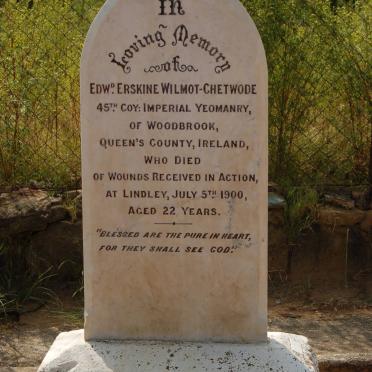 In
Loving Memory
of
EDWD. ERSKINE WILMOT-CHETWODE
45TH COY: IMPERIAL YEOMANRY,
OF WOODBROOK,
QUEEN'S COUNTY, IRELAND,
WHO DIED
OF WOUNDS RECEIVED IN ACTION,
AT LINDLEY, JULY 5TH 1900,
AGED 22 YEARS.
"BLESSED ARE THE PURE IN HEART,
FOR THEY SHALL SEE GOD."